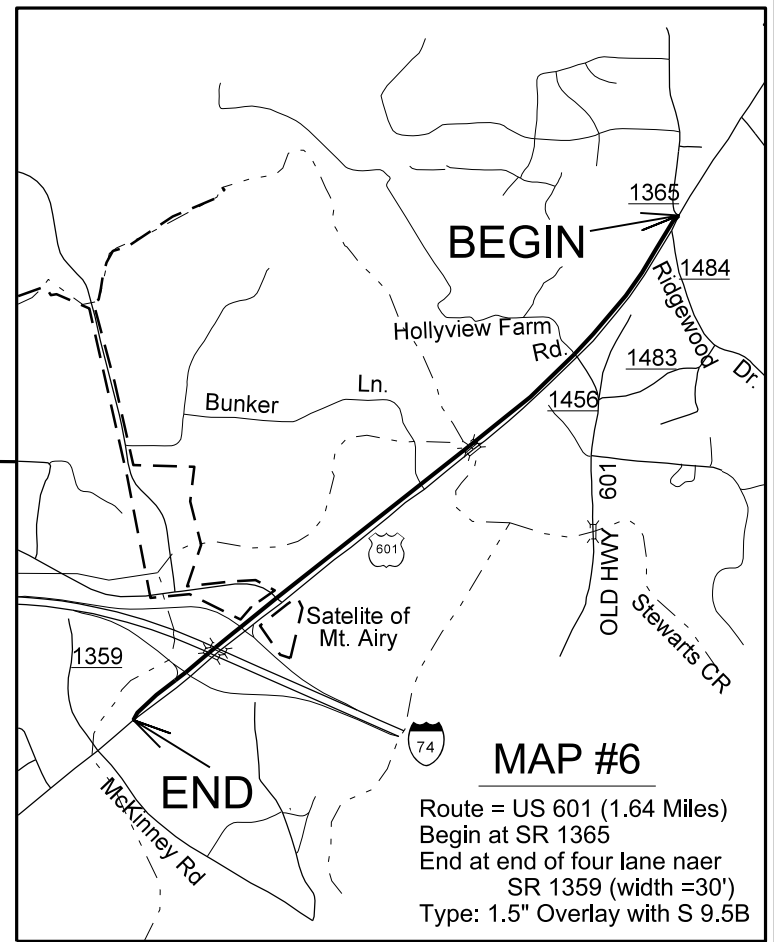 1365
BEGIN
1484
Ridgewood
Dr.
Hollyview Farm
Rd.
1483
Bunker
Ln.
1456
601
OLD HWY
601
Stewarts CR
Satelite of
Mt. Airy
1359
74
END
McKinney Rd
MAP #6
Route = US 601 (1.64 Miles)
Begin at SR 1365
End at end of four lane naer
SR 1359 (width =30')
Type: 1.5" Overlay with S 9.5B